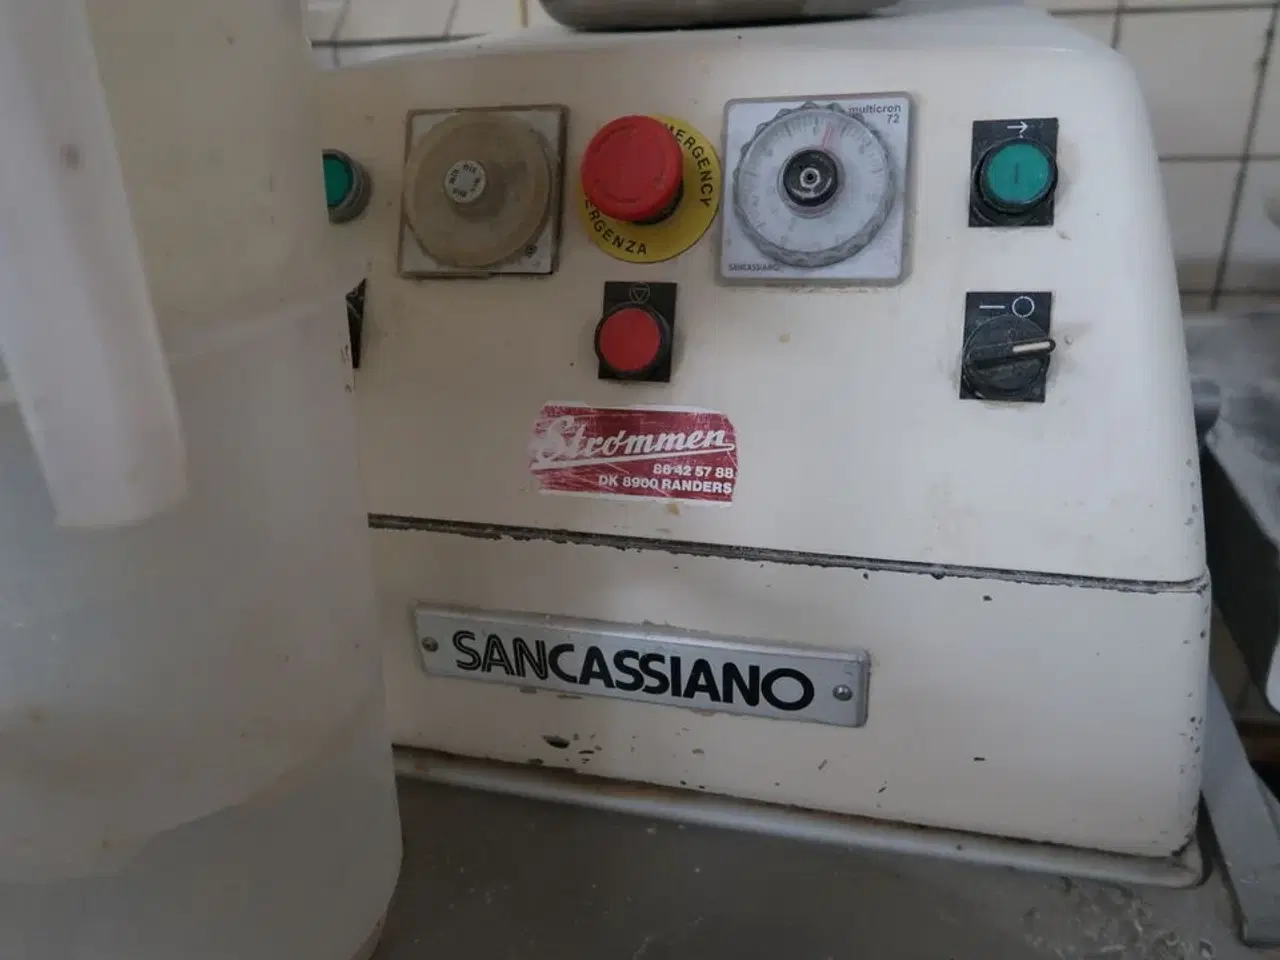 EMERGENCY
EMERGENZA
multicron
72
SANCASSIANO
Strømmen
86 42 57 88
DK 8900 RANDERS
SANCASSIANO